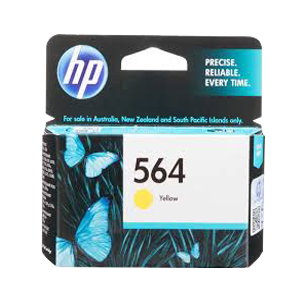 hp
PRECISE.
RELIABLE.
EVERY TIME.
For sale in Australia, New Zealand and South Pacific Islands only
564
Yellow